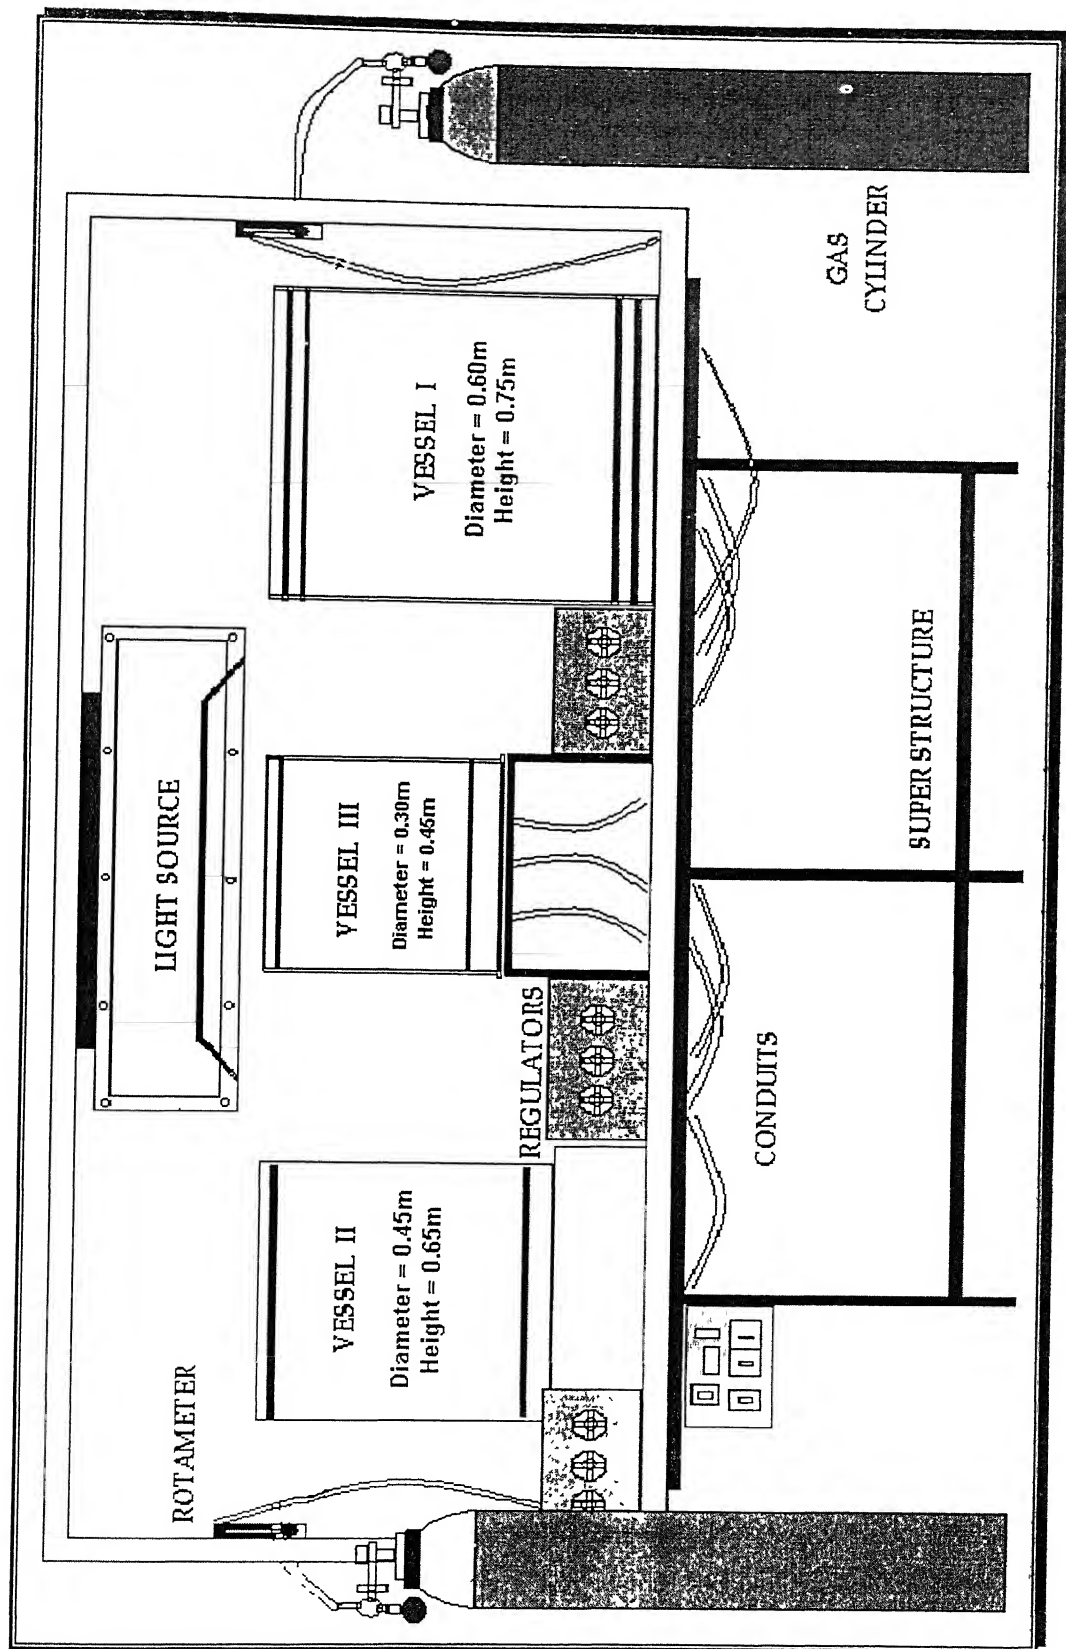 ROTAMETER
LIGHT SOURCE
VESSEL II
Diameter = 0.45m
Height = 0.65m
VESSEL III
Diameter = 0.30m
Height = 0.45m
VESSEL I
Diameter = 0.60m
Height = 0.75m
REGULATORS
CONDUITS
SUPER STRUCTURE
GAS
CYLINDER